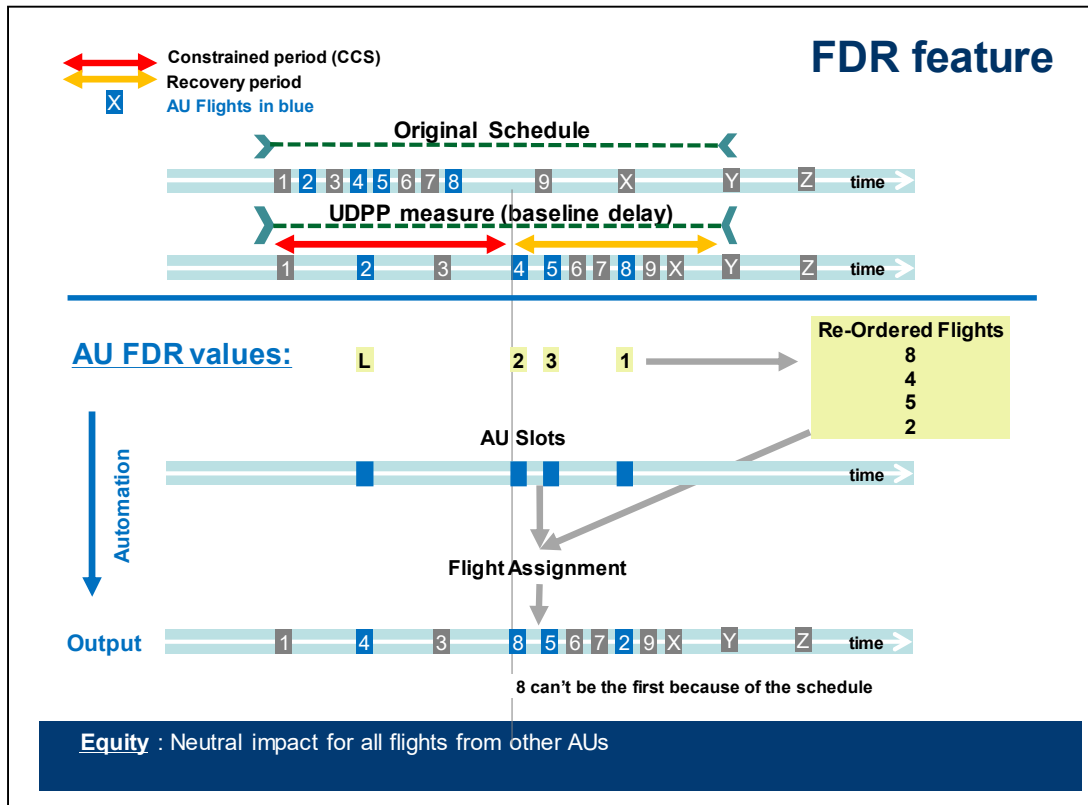 FDR feature
Constrained period (CCS)
Recovery period
X AU Flights in blue
Original Schedule
1 2 3 4 5 6 7 8 9 X Y Z time
UDPP measure (baseline delay)
1 2 3 4 5 6 7 8 9 X Y Z time
AU FDR values: L 2 3 1
Re-Ordered Flights
8
4
5
2
Automation
AU Slots
time
Flight Assignment
Output 1 4 3 8 5 6 7 2 9 X Y Z time
8 can't be the first because of the schedule
Equity : Neutral impact for all flights from other AUs